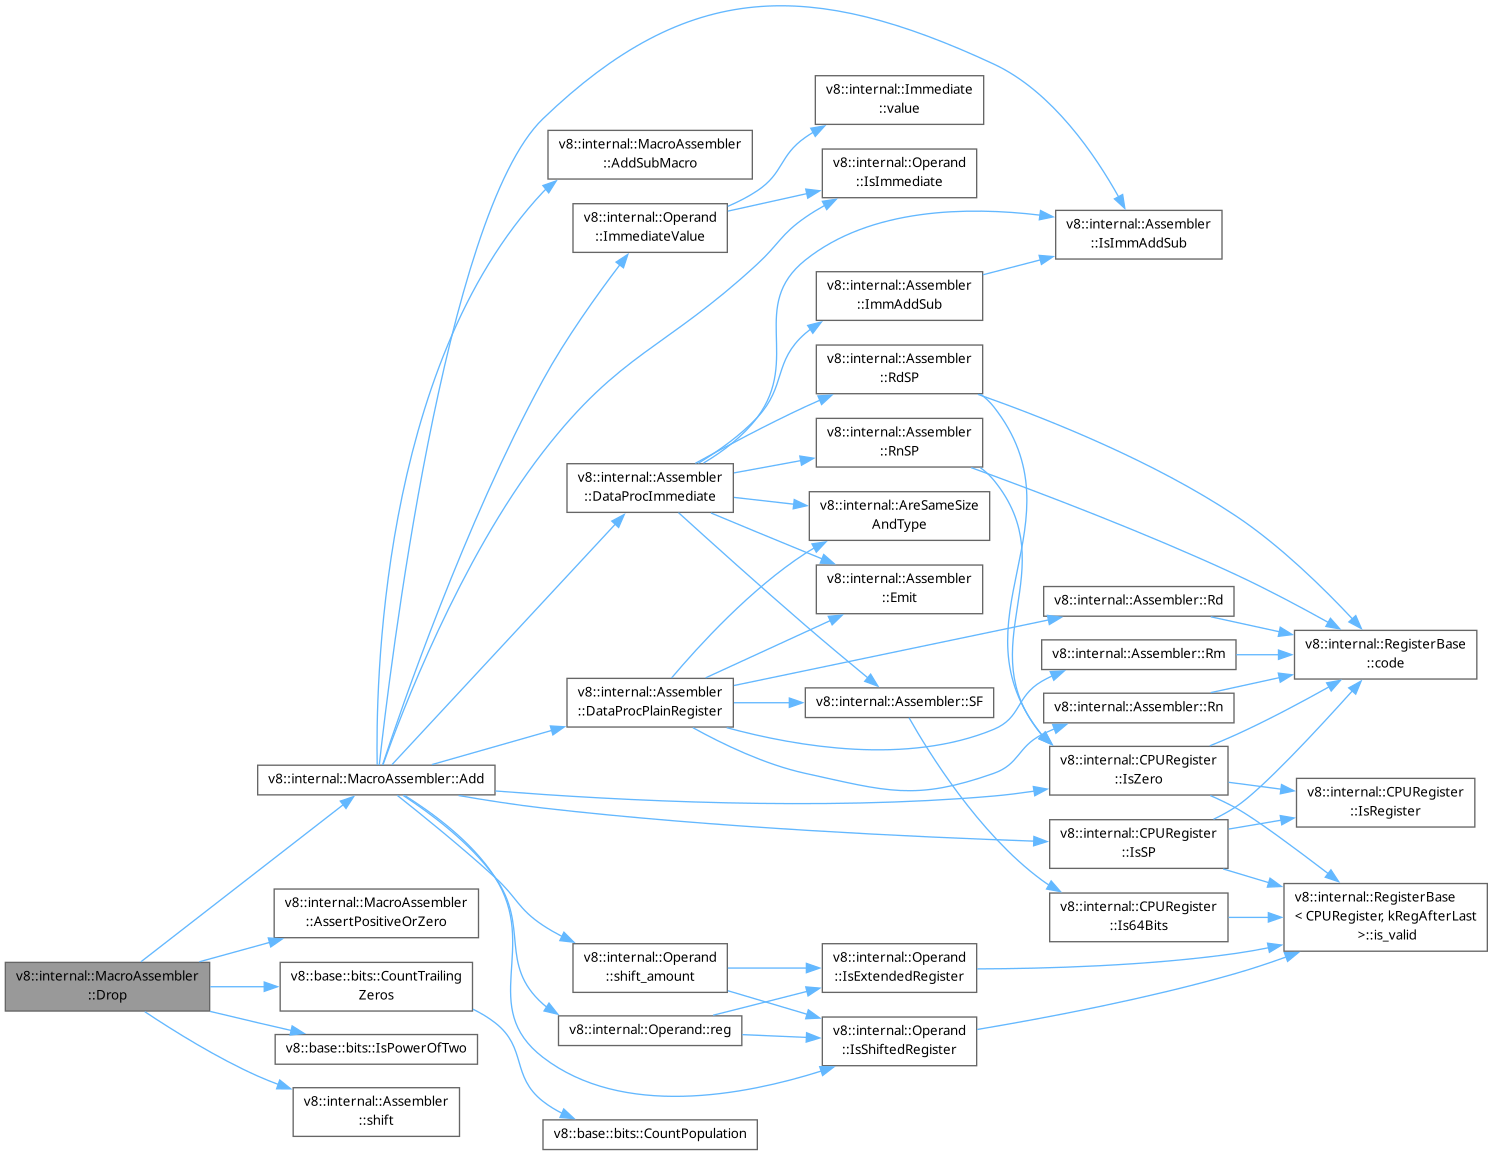 v8::internal::Immediate
::value
v8::internal::MacroAssembler
::AddSubMacro
v8::internal::Operand
::IsImmediate
v8::internal::Operand
::ImmediateValue
v8::internal::Assembler
::IsImmAddSub
v8::internal::Assembler
::ImmAddSub
v8::internal::Assembler
::RdSP
v8::internal::Assembler
::RnSP
v8::internal::Assembler
::DataProcImmediate
v8::internal::AreSameSize
AndType
v8::internal::Assembler
::Emit
v8::internal::Assembler::Rd
v8::internal::Assembler::Rm
v8::internal::RegisterBase
::code
v8::internal::Assembler
::DataProcPlainRegister
v8::internal::Assembler::SF
v8::internal::Assembler::Rn
v8::internal::MacroAssembler::Add
v8::internal::CPURegister
::IsZero
v8::internal::CPURegister
::IsRegister
v8::internal::CPURegister
::IsSP
v8::internal::MacroAssembler
::AssertPositiveOrZero
v8::internal::CPURegister
::Is64Bits
v8::internal::RegisterBase
< CPURegister, kRegAfterLast
>::is_valid
v8::internal::MacroAssembler
::Drop
v8::base::bits::CountTrailing
Zeros
v8::internal::Operand
::shift_amount
v8::internal::Operand
::IsExtendedRegister
v8::internal::Operand::reg
v8::internal::Operand
::IsShiftedRegister
v8::base::bits::IsPowerOfTwo
v8::internal::Assembler
::shift
v8::base::bits::CountPopulation